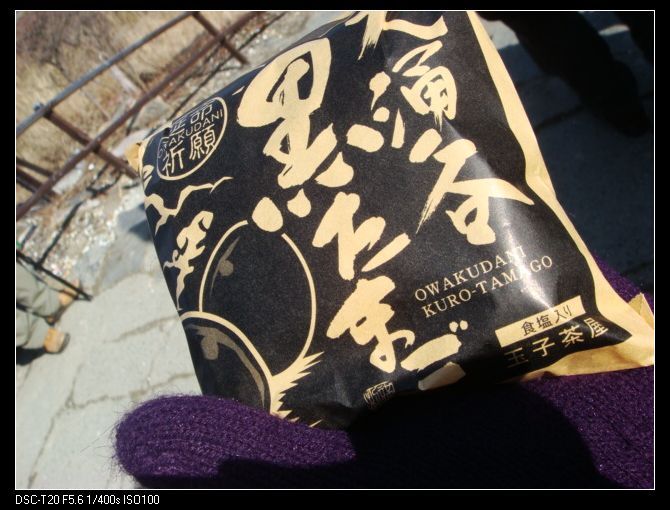 大涌谷
黒たまご
OWAKUDANI
KURO-TAMAGO
食塩入り
玉子茶屋
延命
OWAKUDANI
祈願
DSC-T20 F5.6 1/400s ISO100